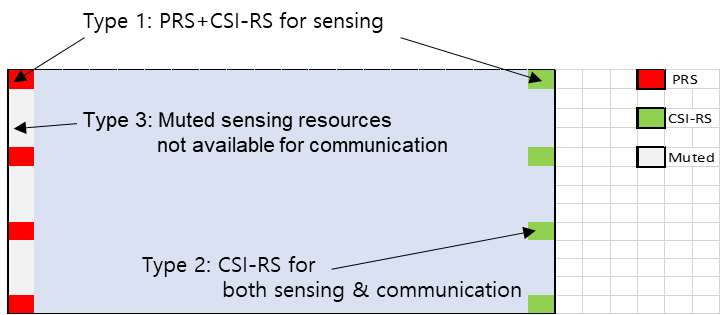 Type 1: PRS+CSI-RS for sensing
PRS
Type 3: Muted sensing resources
not available for communication
CSI-RS
Muted
Type 2: CSI-RS for
both sensing & communication